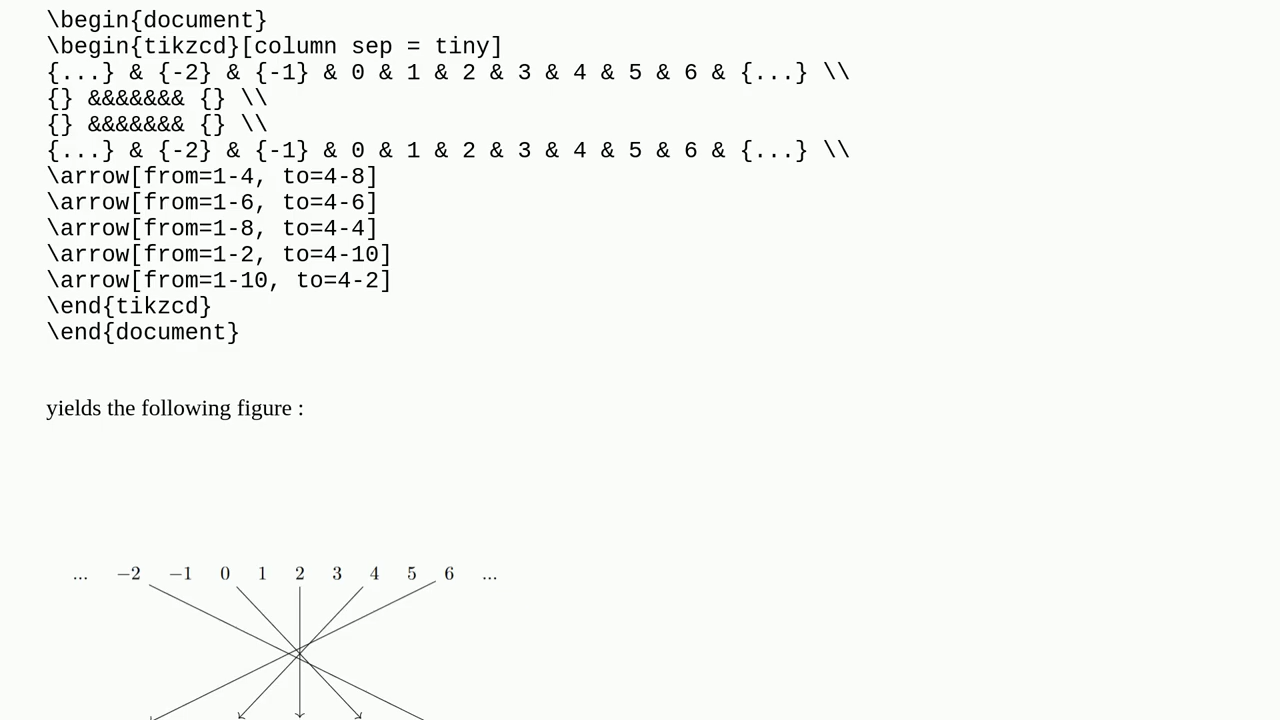 \begin{document}
\begin{tikzcd}[column sep = tiny]
{...} & {-2} & {-1} & 0 & 1 & 2 & 3 & 4 & 5 & 6 & {...} \\
{} &&&&&&& {} \\
{} &&&&&&& {} \\
{...} & {-2} & {-1} & 0 & 1 & 2 & 3 & 4 & 5 & 6 & {...} \\
\arrow[from=1-4, to=4-8]
\arrow[from=1-6, to=4-6]
\arrow[from=1-8, to=4-4]
\arrow[from=1-2, to=4-10]
\arrow[from=1-10, to=4-2]
\end{tikzcd}
\end{document}
yields the following figure :
... −2 −1 0 1 2 3 4 5 6 ...